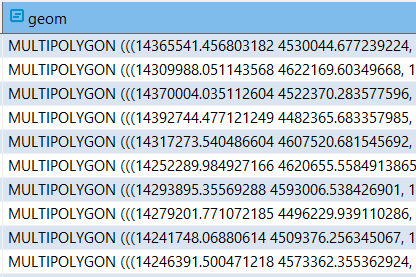 geom
MULTIPOLYGON (((14365541.456803182 4530044.677239224,
MULTIPOLYGON (((14309988.051143568 4622169.60349668, 1
MULTIPOLYGON (((14370004.035112604 4522370.283577596,
MULTIPOLYGON (((14392744.477121249 4482365.683357985,
MULTIPOLYGON (((14317273.540486604 4607520.681545692,
MULTIPOLYGON (((14252289.984927166 4620655.5584913865
MULTIPOLYGON (((14293895.35569288 4593006.538426901, 1
MULTIPOLYGON (((14279201.771072185 4496229.939110286,
MULTIPOLYGON (((14241748.06880614 4509376.256345067, 1
MULTIPOLYGON (((14246391.500471218 4573362.355362924,